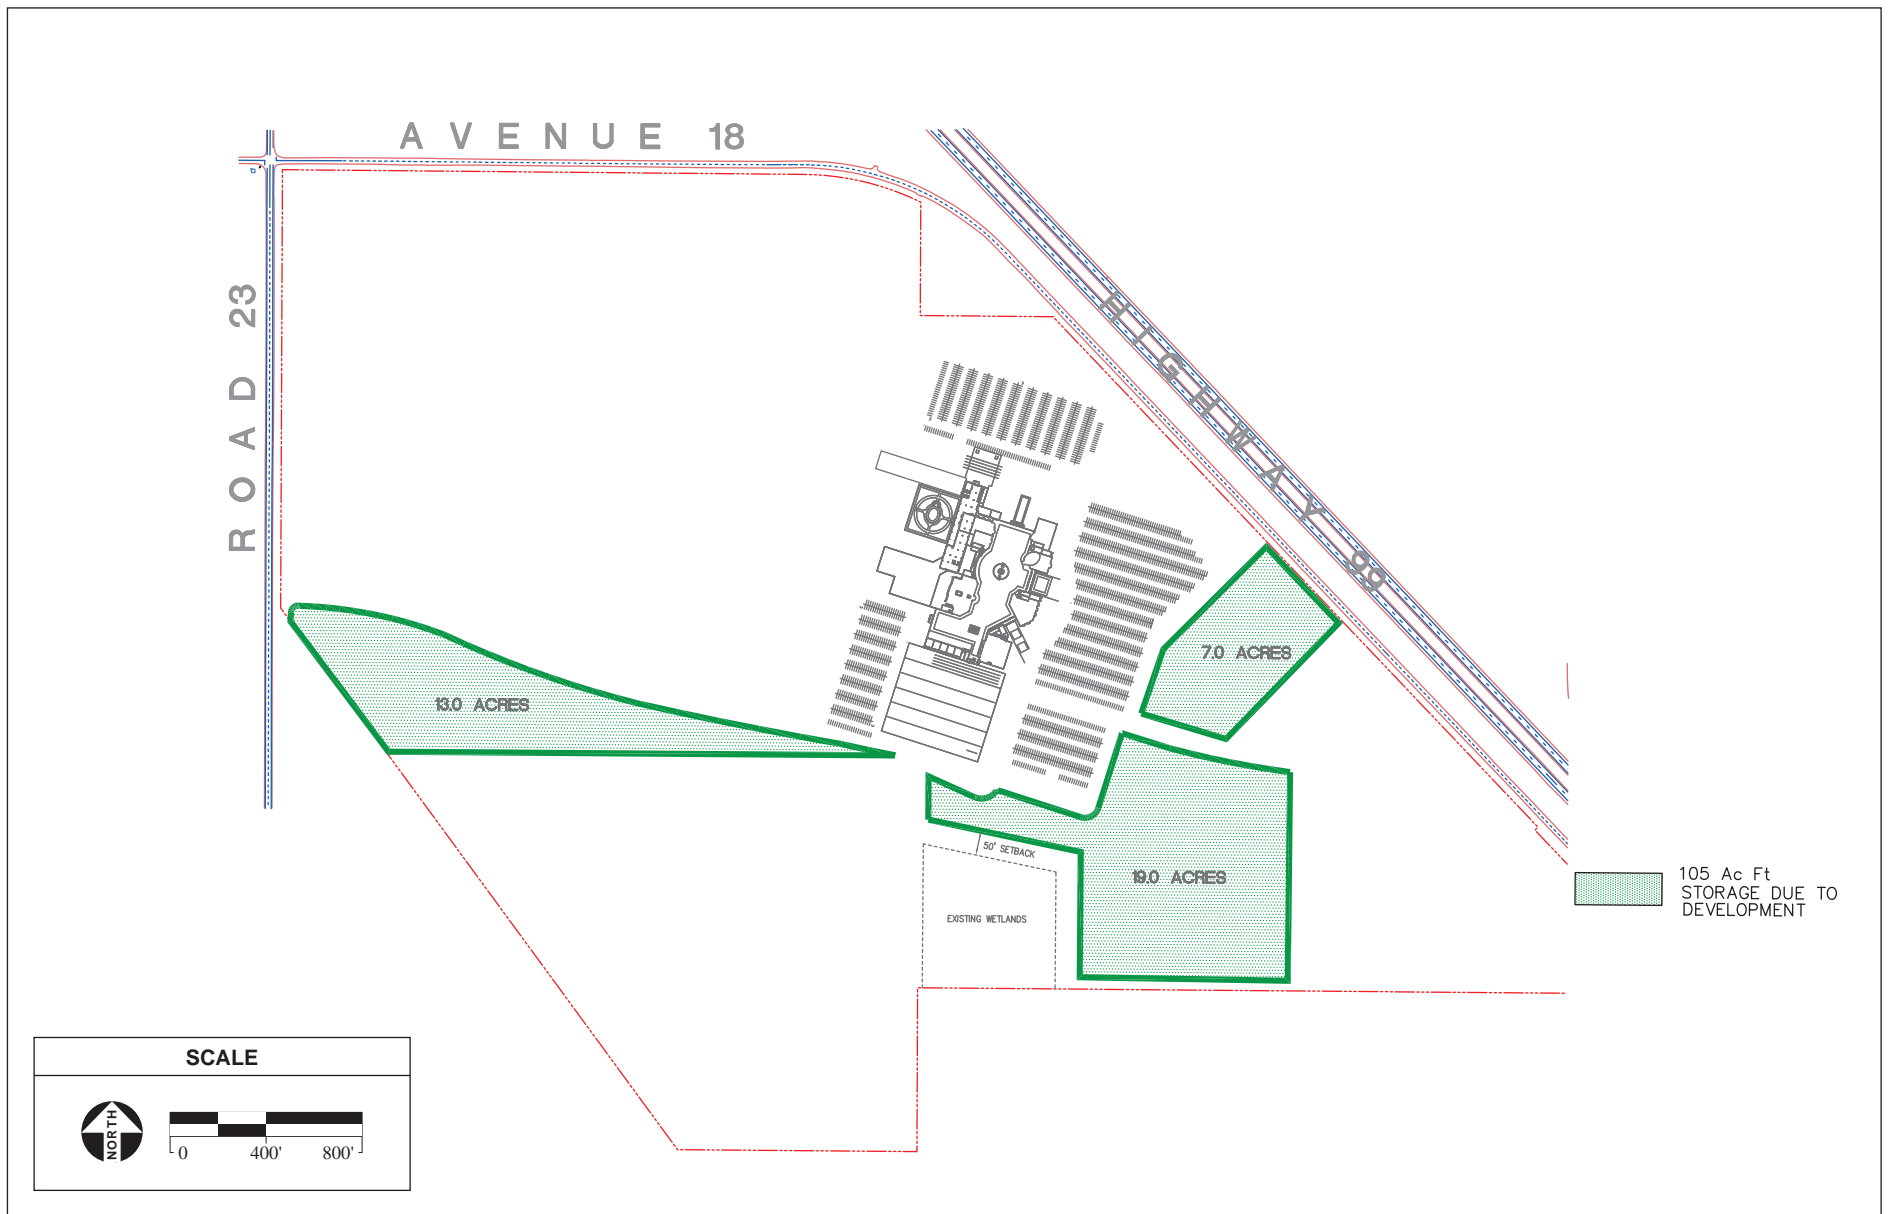 AVENUE 18
ROAD 23
HIGHWAY 99
7.0 ACRES
13.0 ACRES
50' SETBACK
19.0 ACRES
EXISTING WETLANDS
105 Ac Ft
STORAGE DUE TO
DEVELOPMENT
SCALE
NORTH
0 400' 800'